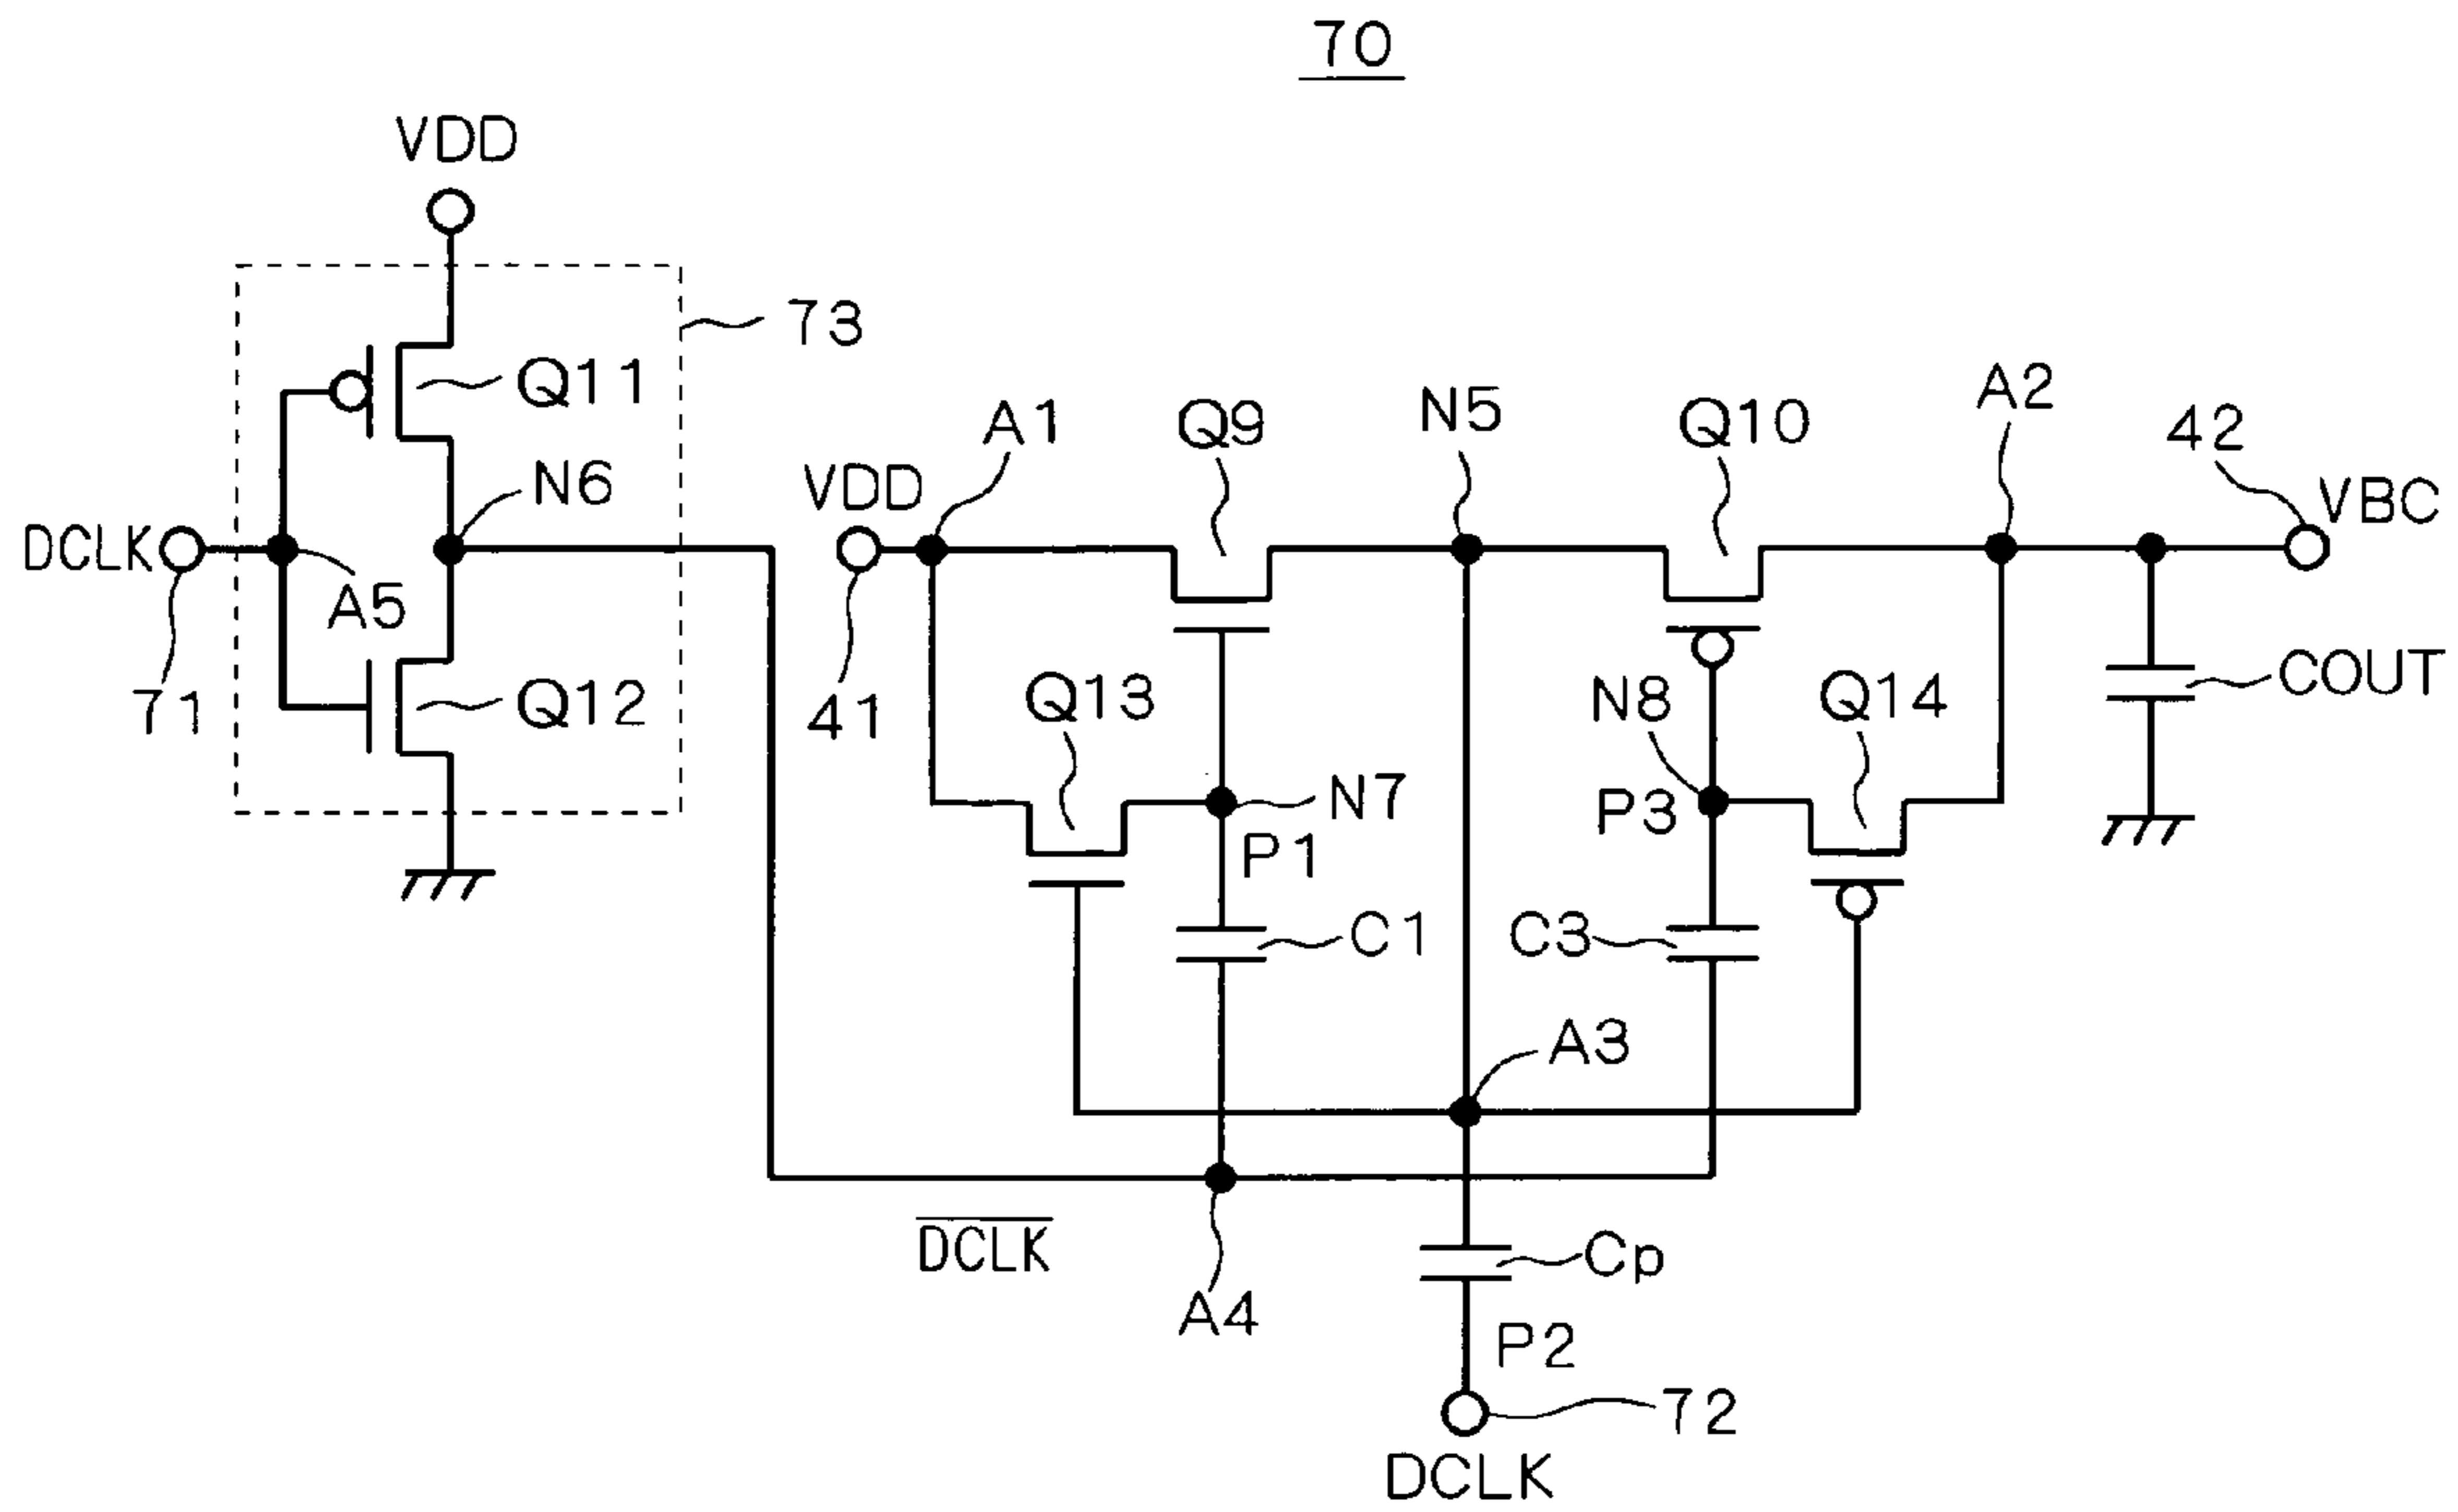 70
VDD
73
Q11
A1
Q9
N5
Q10
A2
42
VBC
N6
VDD
DCLK
A5
71
Q12
41
Q13
N7
P1
N8
P3
Q14
COUT
C1
C3
A3
D̅C̅L̅K̅
A4
Cp
P2
72
DCLK